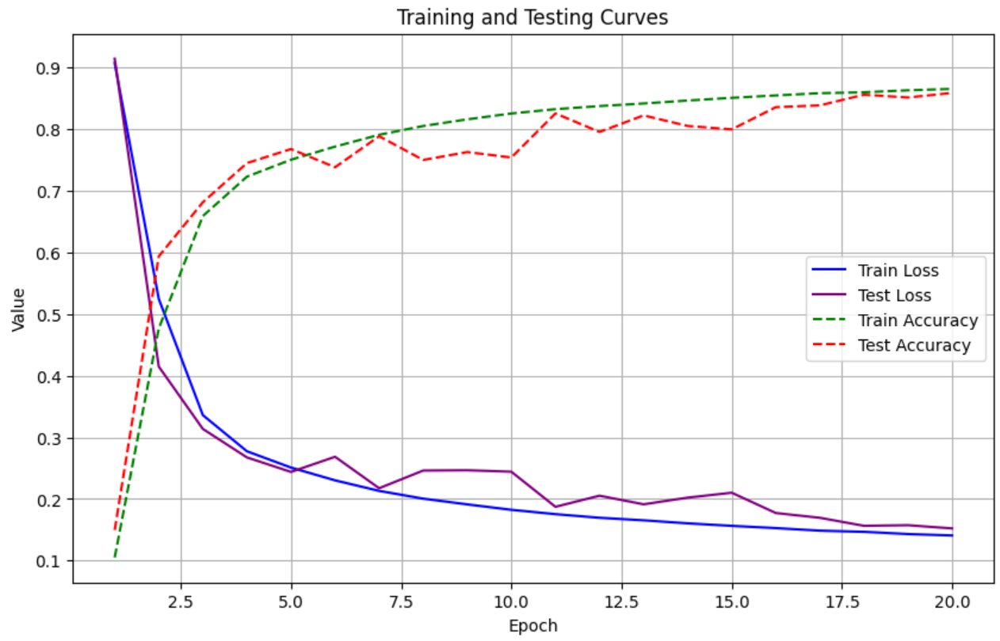 Training and Testing Curves
Value
0.9
0.8
0.7
0.6
0.5
0.4
0.3
0.2
0.1
Train Loss
Test Loss
Train Accuracy
Test Accuracy
2.5 5.0 7.5 10.0 12.5 15.0 17.5 20.0
Epoch